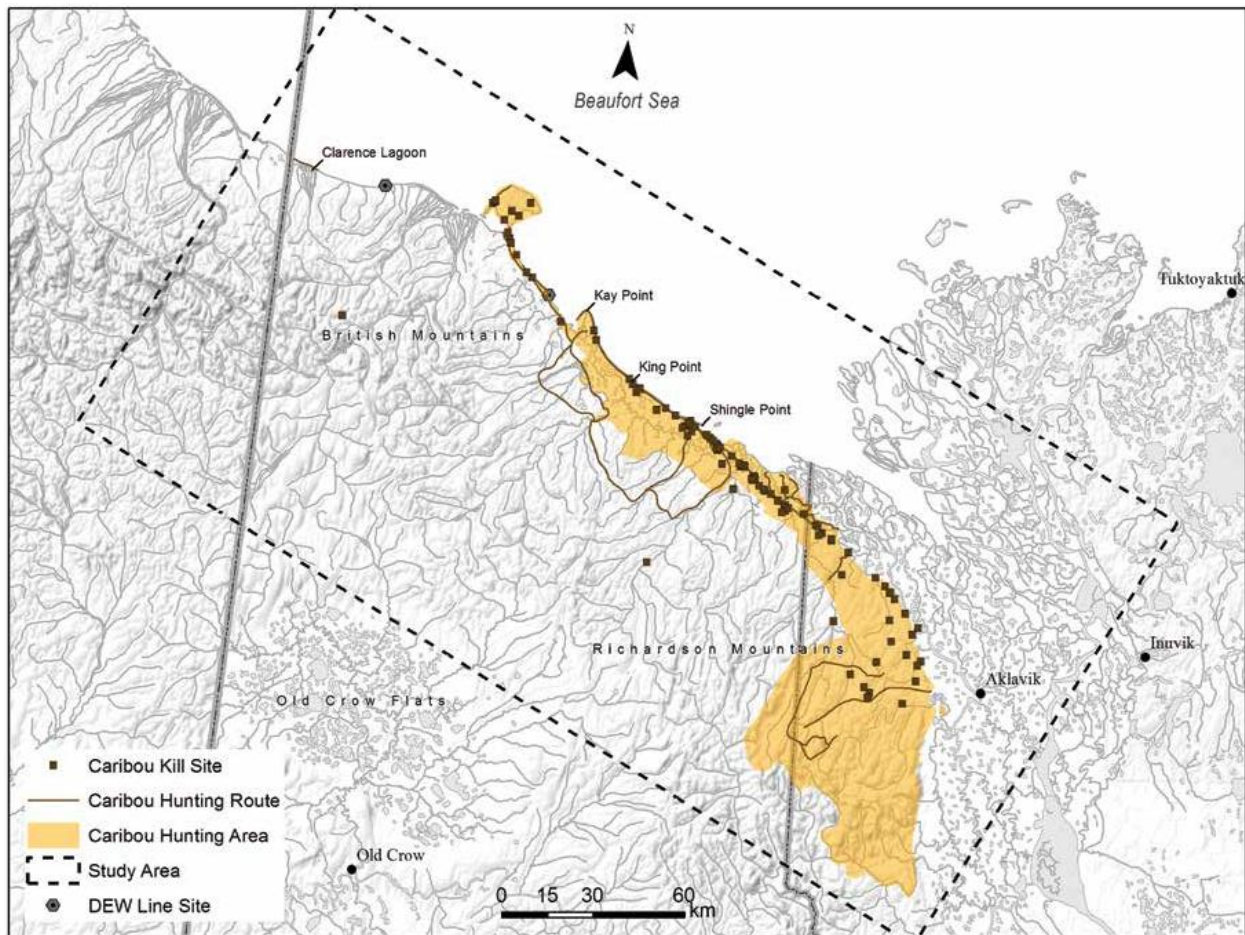 N
Beaufort Sea
Clarence Lagoon
Tuktoyaktuk
Kay Point
British Mountains
King Point
Shingle Point
Richardson Mountains
Inuvik
Aklavik
Old Crow Flats
Old Crow
Caribou Kill Site
Caribou Hunting Route
Caribou Hunting Area
Study Area
DEW Line Site
0 15 30 60
km